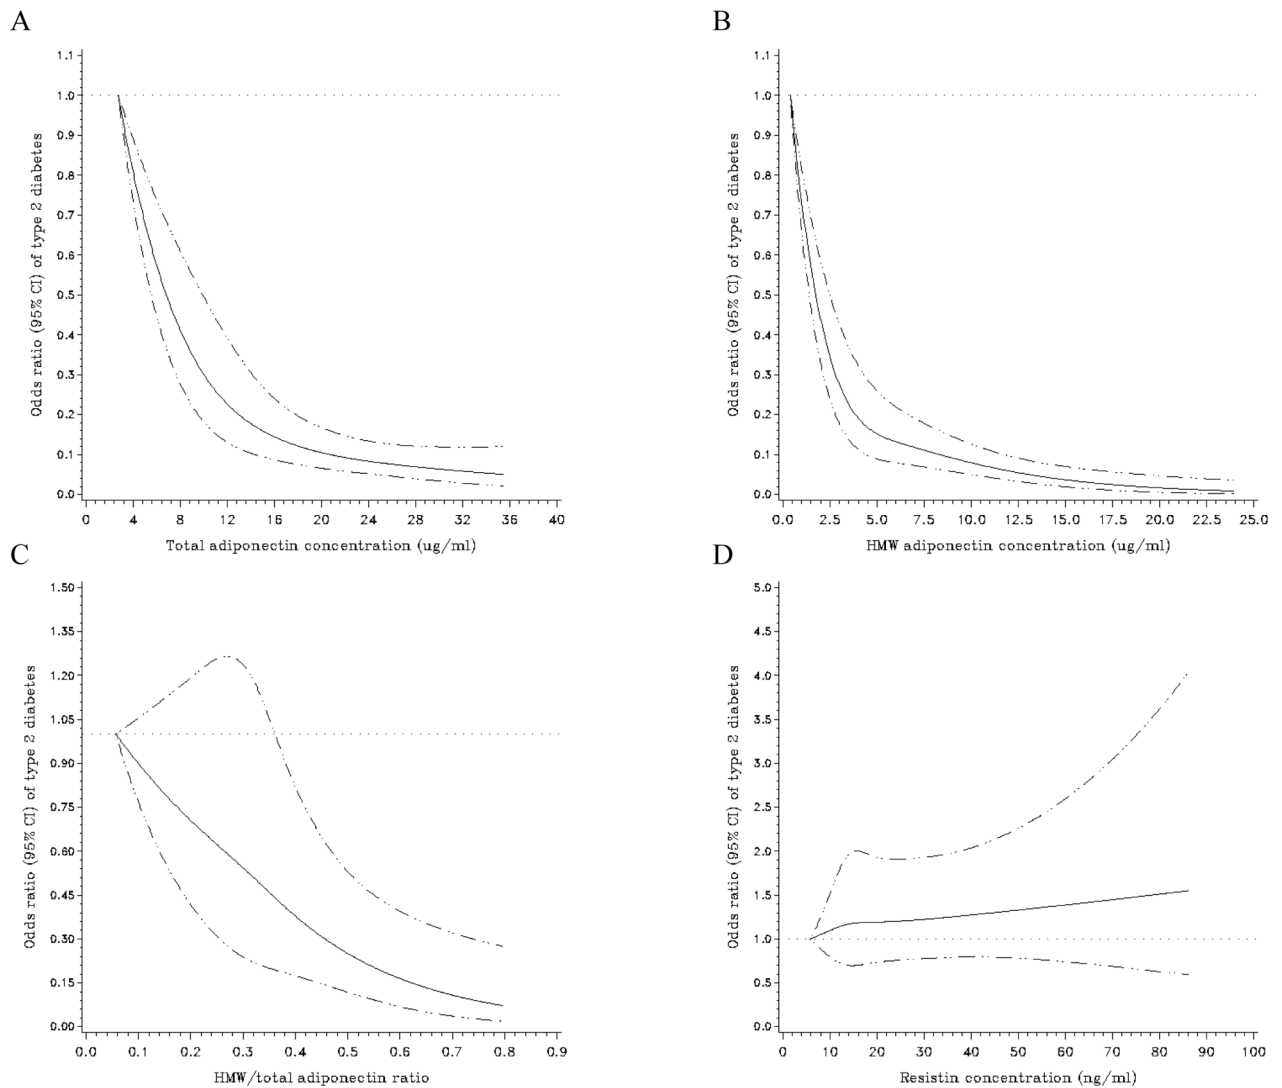 A
1.1
1.0
0.9
0.8
0.7
0.6
0.5
0.4
0.3
0.2
0.1
0.0
Odds ratio (95% CI) of type 2 diabetes
0 4 8 12 16 20 24 28 32 36 40
Total adiponectin concentration (ug/ml)
B
1.1
1.0
0.9
0.8
0.7
0.6
0.5
0.4
0.3
0.2
0.1
0.0
Odds ratio (95% CI) of type 2 diabetes
0.0 2.5 5.0 7.5 10.0 12.5 15.0 17.5 20.0 22.5 25.0
HMW adiponectin concentration (ug/ml)
C
1.50
1.35
1.20
1.05
0.90
0.75
0.60
0.45
0.30
0.15
0.00
Odds ratio (95% CI) of type 2 diabetes
0.0 0.1 0.2 0.3 0.4 0.5 0.6 0.7 0.8 0.9
HMW/total adiponectin ratio
D
5.0
4.5
4.0
3.5
3.0
2.5
2.0
1.5
1.0
0.5
0.0
Odds ratio (95% CI) of type 2 diabetes
0 10 20 30 40 50 60 70 80 90 100
Resistin concentration (ng/ml)